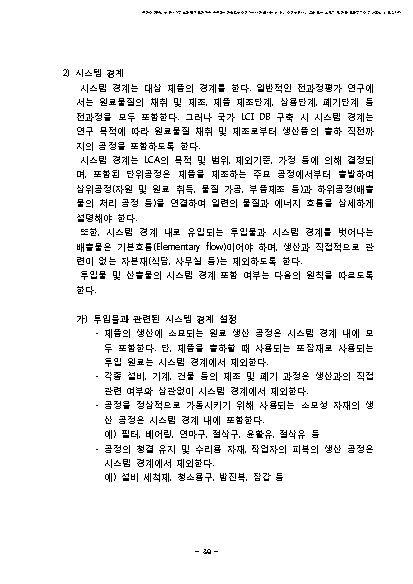 2) 시스템 경계
시스템 경계는 대상 제품의 경계를 한다. 일반적인 전과정평가 연구에
서는 원료물질의 채취 및 제조, 제품 제조단계, 사용단계, 폐기단계 등
전과정을 모두 포함한다. 그러나 국가 LCI DB 구축 시 시스템 경계는
연구 목적에 따라 원료물질 채취 및 제조로부터 생산품의 출하 직전까
지의 공정을 포함하도록 한다.
시스템 경계는 LCA의 목적 및 범위, 제외기준, 가정 등에 의해 결정되
며, 포함된 단위공정은 제품을 제조하는 주요 공정에서부터 출발하여
상위공정(자원 및 원료 취득, 물질 가공, 부품제조 등)과 하위공정(배출
물의 처리 공정 등)을 연결하여 일련의 물질과 에너지 흐름을 상세하게
설명해야 한다.
또한, 시스템 경계 내로 유입되는 투입물과 시스템 경계를 벗어나는
배출물은 기본흐름(Elementary flow)이어야 하며, 생산과 직접적으로 관
련이 없는 자본재(식당, 사무실 등)는 제외하도록 한다.
투입물 및 산출물의 시스템 경계 포함 여부는 다음의 원칙을 따르도록
한다.
가) 투입물과 관련된 시스템 경계 설정
- 제품의 생산에 소모되는 원료 생산 공정은 시스템 경계 내에 모
두 포함한다. 단, 제품을 출하할 때 사용되는 포장재로 사용되는
투입 원료는 시스템 경계에서 제외한다.
- 각종 설비, 기계, 건물 등의 제조 및 폐기 과정은 생산과의 직접
관련 여부와 상관없이 시스템 경계에서 제외한다.
- 공정을 정상적으로 가동시키기 위해 사용되는 소모성 자재의 생
산 공정은 시스템 경계 내에 포함한다.
예) 필터, 베어링, 연마구, 절삭구, 윤활유, 절삭유 등
- 공정의 청결 유지 및 수리용 자재, 작업자의 피복의 생산 공정은
시스템 경계에서 제외한다.
예) 설비 세척제, 청소용구, 방진복, 장갑 등